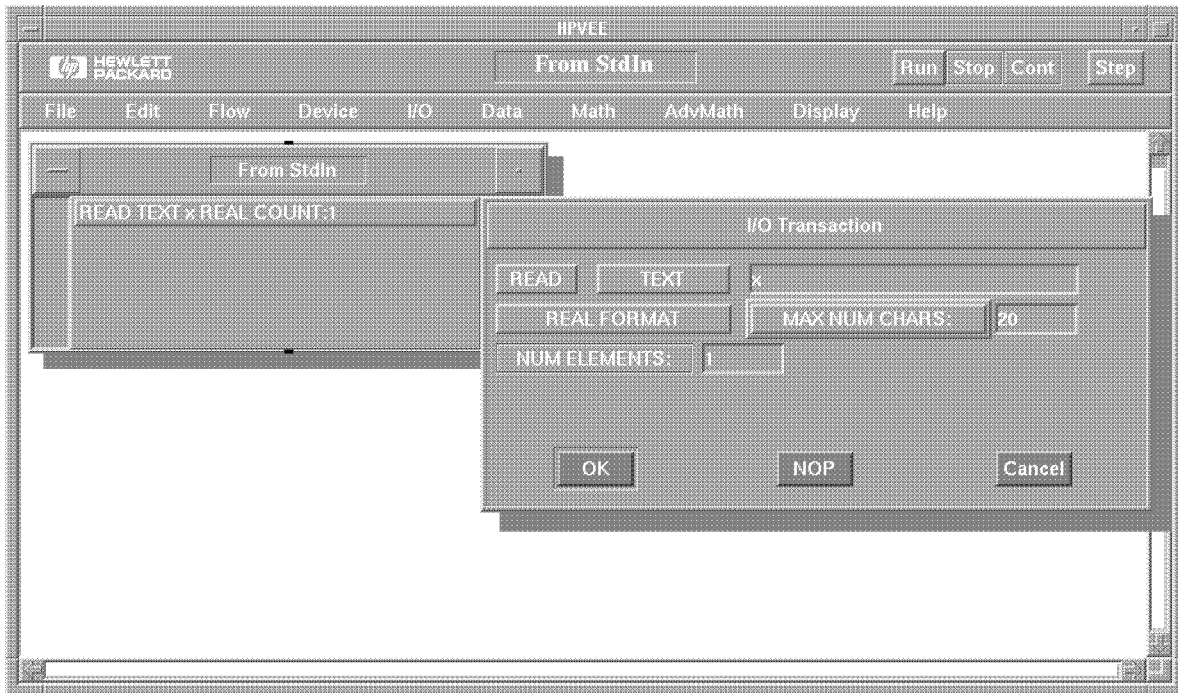 HPVEE
hp HEWLETT PACKARD From StdIn Run Stop Cont Step
File Edit Flow Device I/O Data Math AdvMath Display Help
From StdIn
READ TEXT x REAL COUNT:1
I/O Transaction
READ TEXT x
REAL FORMAT MAX NUM CHARS: 20
NUM ELEMENTS: 1
OK NOP Cancel